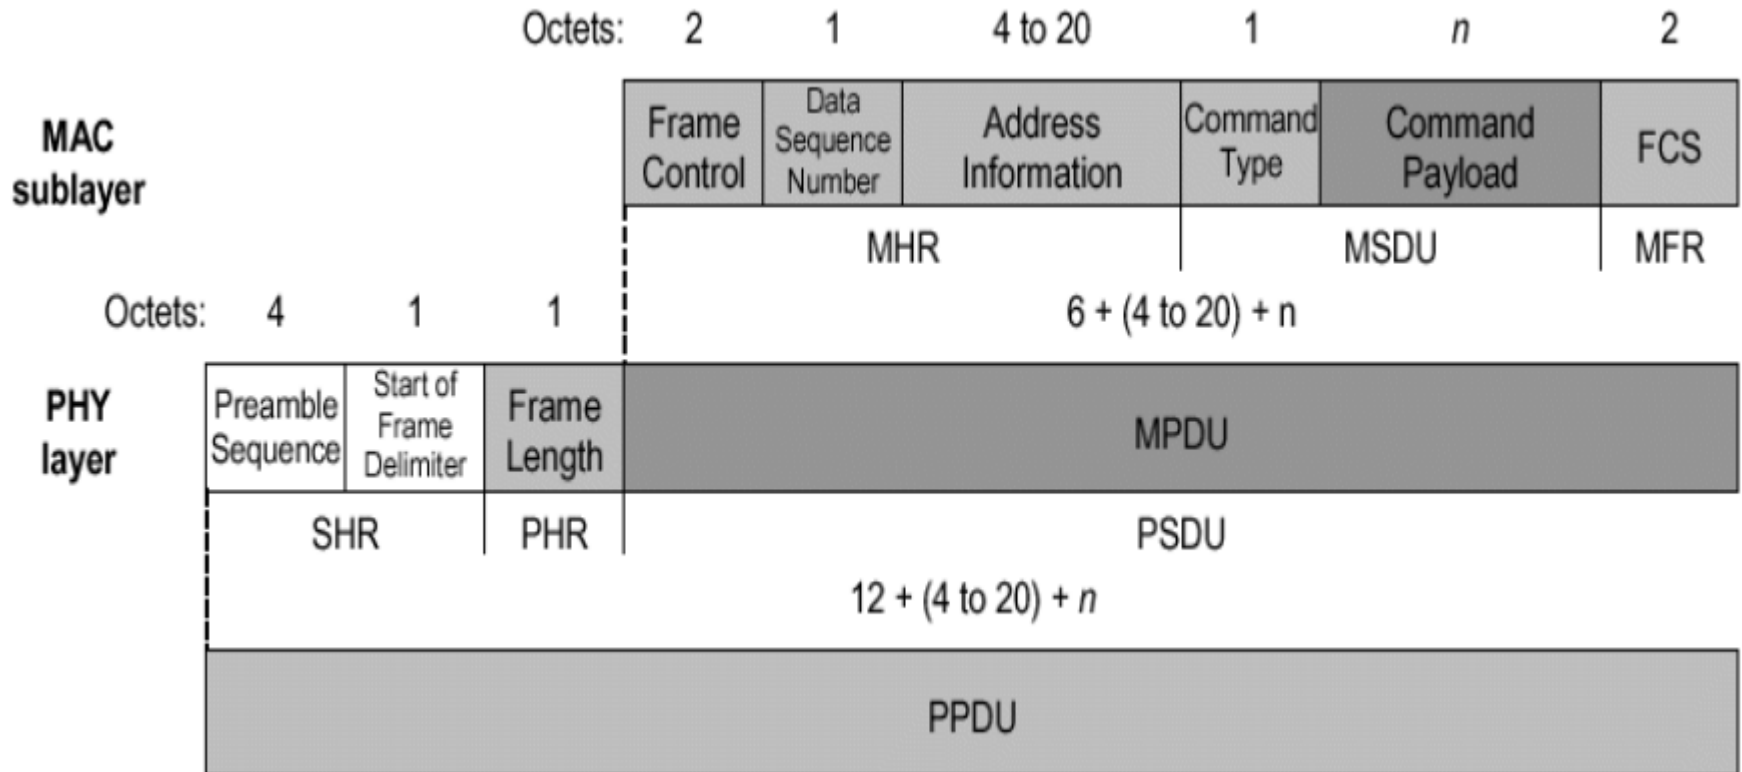 Octets: 2 1 4 to 20 1 n 2
MAC
sublayer
Frame
Control
Data
Sequence
Number
Address
Information
Command
Type
Command
Payload
FCS
MHR MSDU MFR
Octets: 4 1 1 6 + (4 to 20) + n
PHY
layer
Preamble
Sequence
Start of
Frame
Delimiter
Frame
Length
MPDU
SHR PHR PSDU
12 + (4 to 20) + n
PPDU